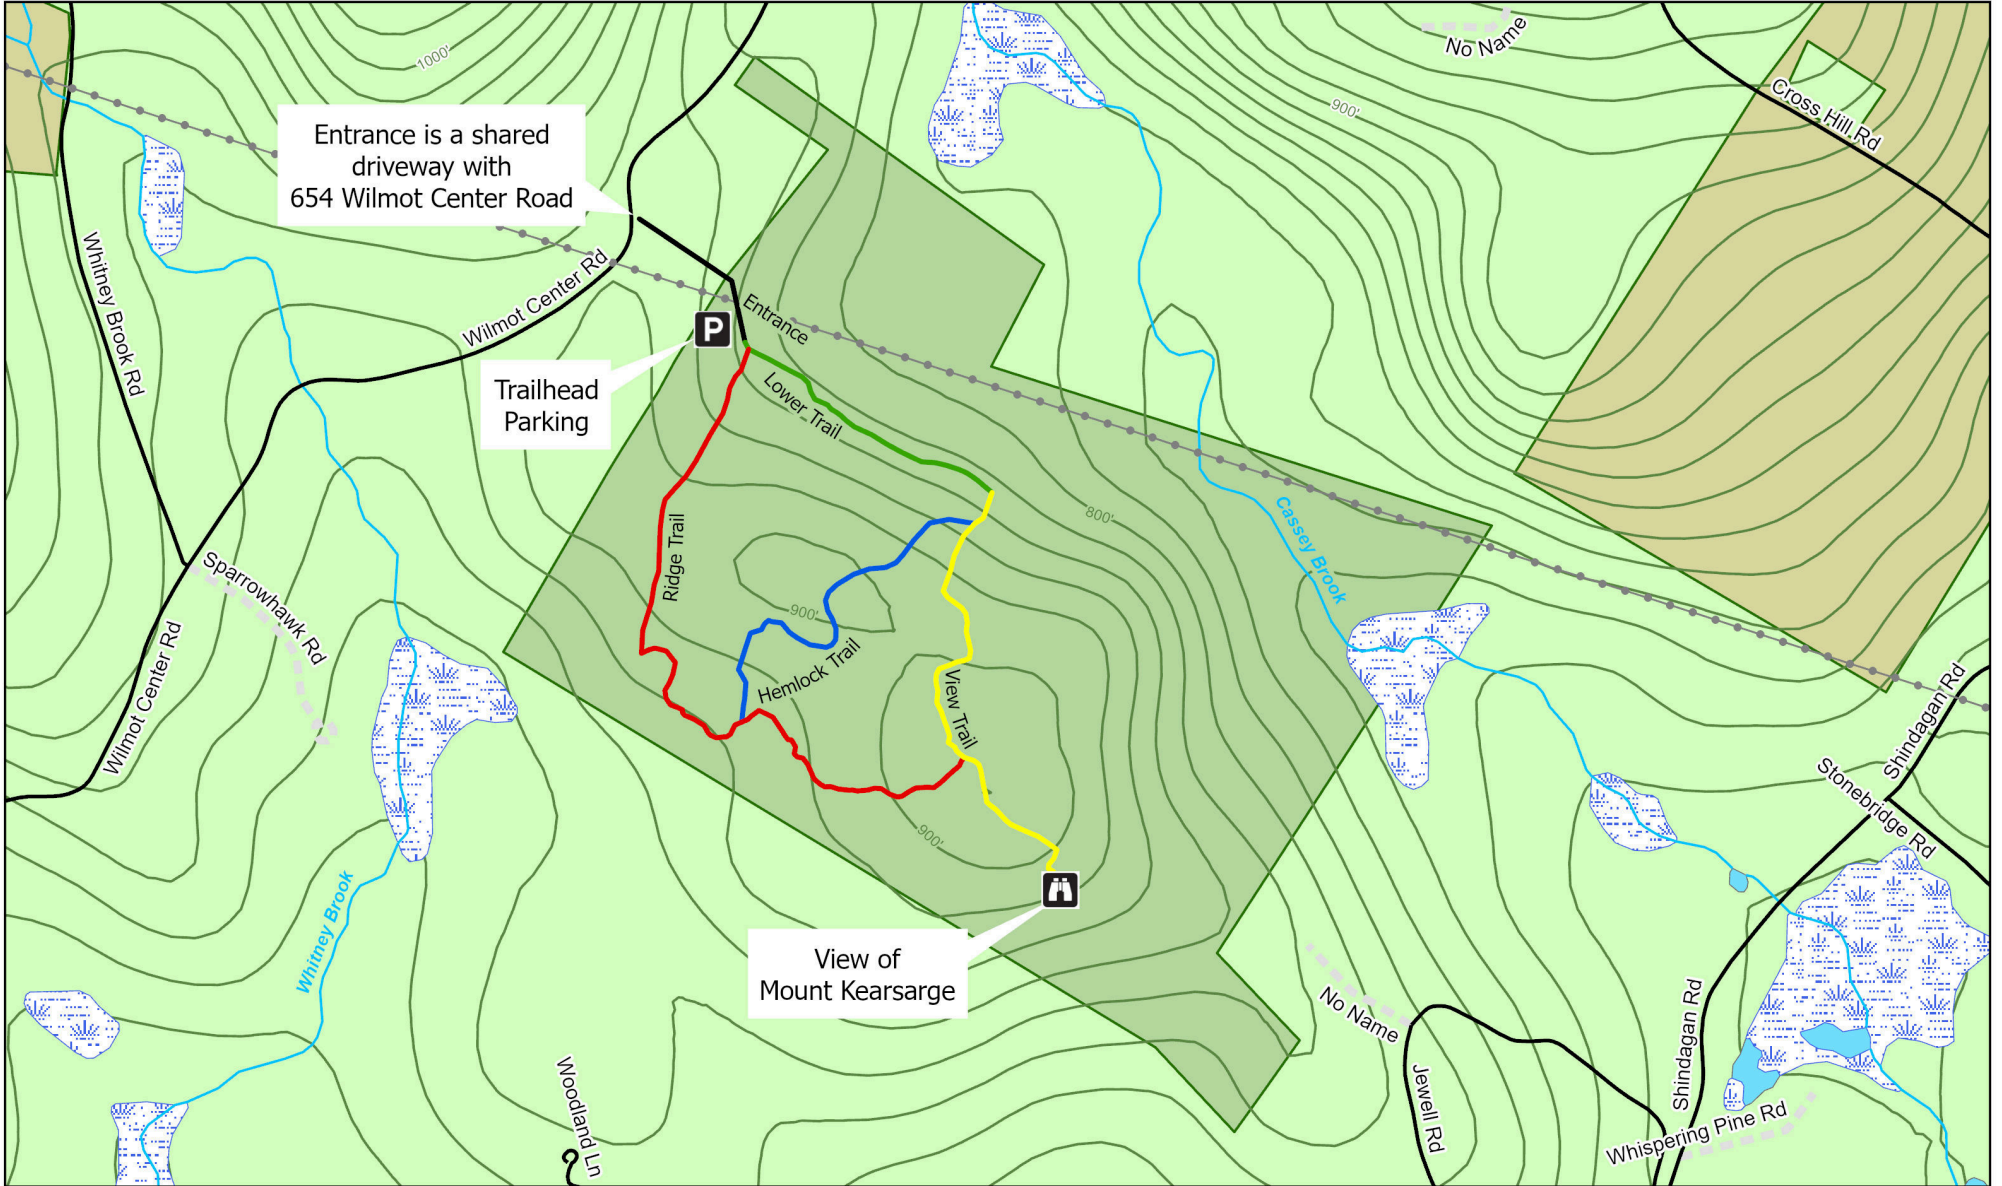 No Name
1000'
900'
Cross Hill Rd
Entrance is a shared
driveway with
654 Wilmot Center Road
Whitney Brook Rd
Wilmot Center Rd
Entrance
P
Trailhead
Parking
Lower Trail
800'
Cassey Brook
Ridge Trail
Sparrowhawk Rd
900'
Hemlock Trail
View Trail
Wilmot Center Rd
Shindagan Rd
Stonebridge Rd
900'
Whitney Brook
View of
Mount Kearsarge
No Name
Shindagan Rd
Jewell Rd
Woodland Ln
Whispering Pine Rd